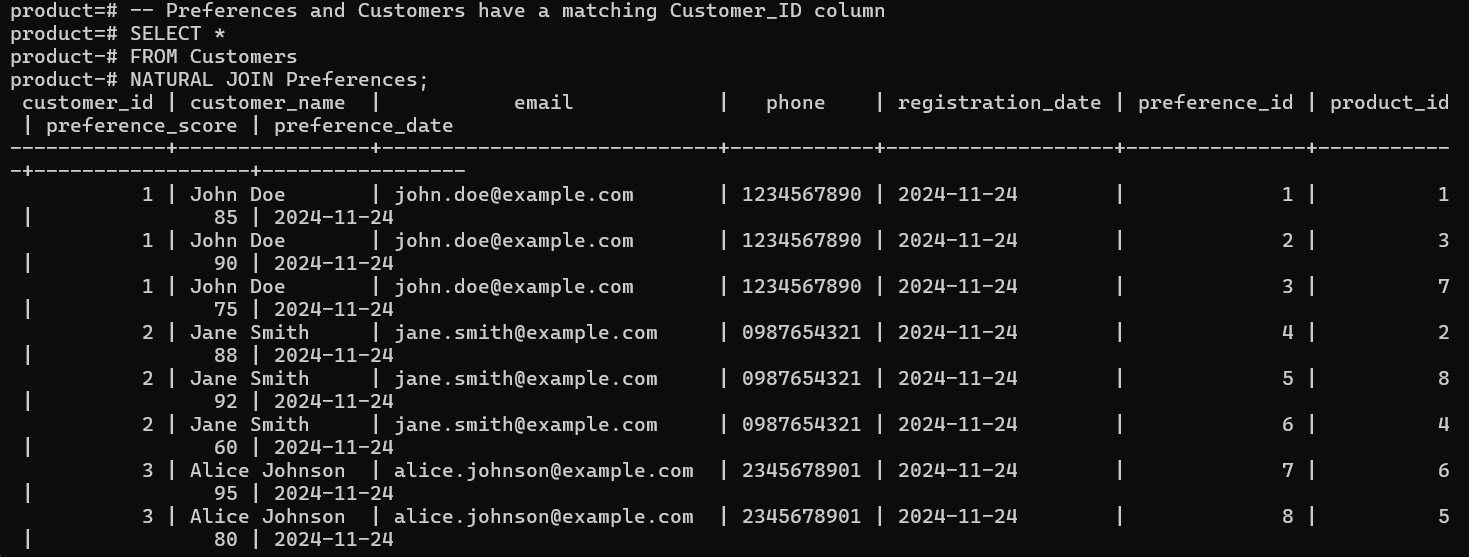 product=# -- Preferences and Customers have a matching Customer_ID column
product=# SELECT *
product-# FROM Customers
product-# NATURAL JOIN Preferences;
 customer_id | customer_name  |           email            |   phone    | registration_date | preference_id | product_id
 | preference_score | preference_date
-------------+----------------+----------------------------+------------+-------------------+---------------+-----------
-+------------------+-----------------
           1 | John Doe       | john.doe@example.com       | 1234567890 | 2024-11-24        |             1 |          1
 |               85 | 2024-11-24
           1 | John Doe       | john.doe@example.com       | 1234567890 | 2024-11-24        |             2 |          3
 |               90 | 2024-11-24
           1 | John Doe       | john.doe@example.com       | 1234567890 | 2024-11-24        |             3 |          7
 |               75 | 2024-11-24
           2 | Jane Smith     | jane.smith@example.com     | 0987654321 | 2024-11-24        |             4 |          2
 |               88 | 2024-11-24
           2 | Jane Smith     | jane.smith@example.com     | 0987654321 | 2024-11-24        |             5 |          8
 |               92 | 2024-11-24
           2 | Jane Smith     | jane.smith@example.com     | 0987654321 | 2024-11-24        |             6 |          4
 |               60 | 2024-11-24
           3 | Alice Johnson  | alice.johnson@example.com  | 2345678901 | 2024-11-24        |             7 |          6
 |               95 | 2024-11-24
           3 | Alice Johnson  | alice.johnson@example.com  | 2345678901 | 2024-11-24        |             8 |          5
 |               80 | 2024-11-24